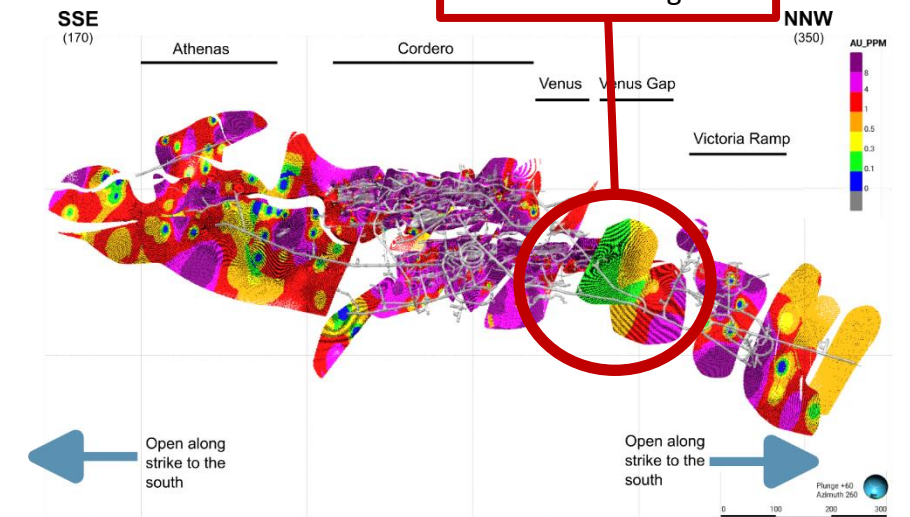 SSE
(170)
NNW
(350)
Athenas
Cordero
Venus
Venus Gap
Victoria Ramp
AU_PPM
8
4
1
0.5
0.3
0.1
0
Open along
strike to the
south
Open along
strike to the
south
Plunge +60
Azimuth 260
0 100 200 300